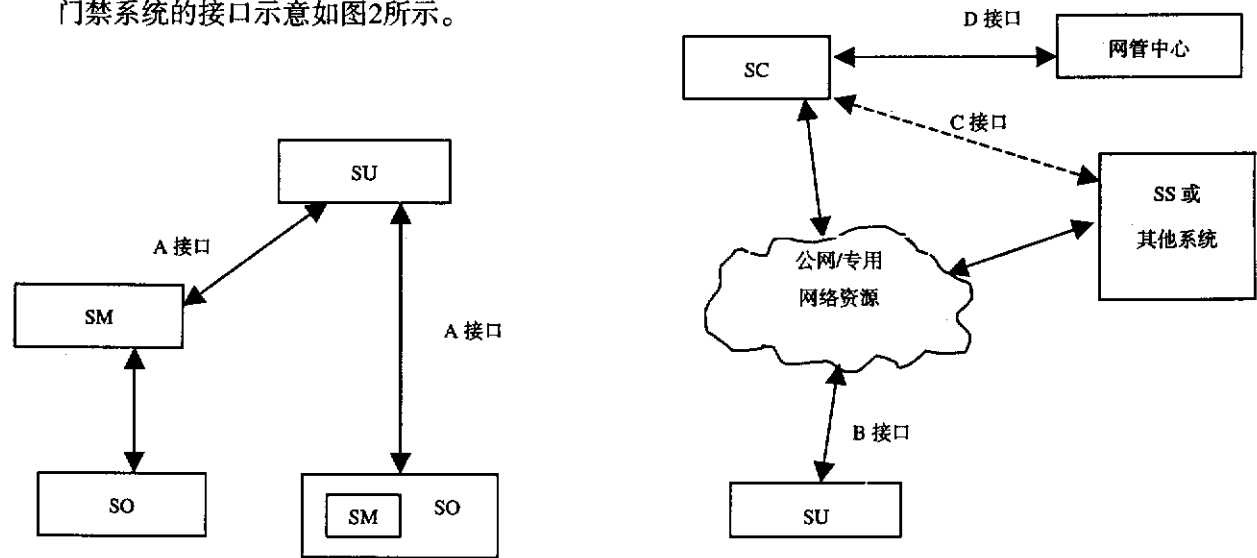 门禁系统的接口示意如图2所示。
SU
A 接口
SM
A 接口
SO
SM
SO
D 接口
SC
网管中心
C 接口
SS 或
其他系统
公网/专用
网络资源
B 接口
SU